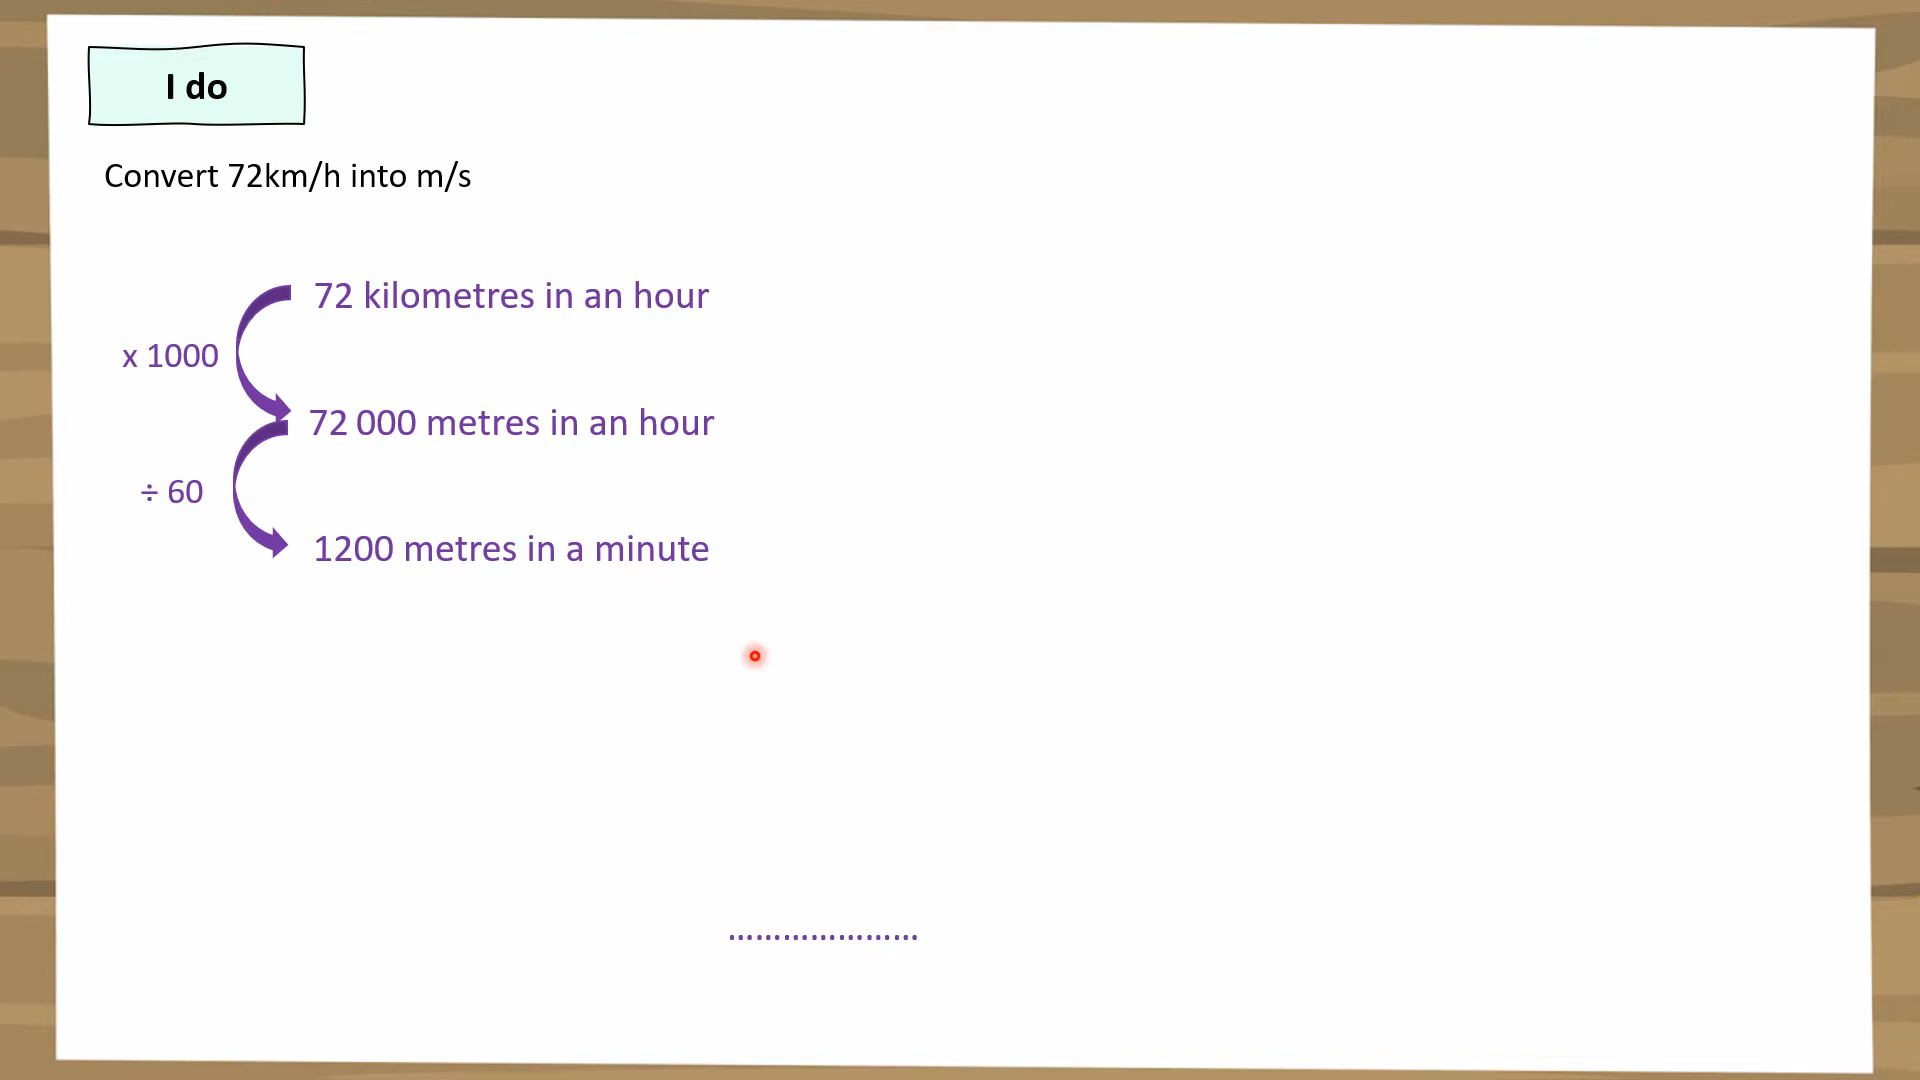 I do
Convert 72km/h into m/s
72 kilometres in an hour
x 1000
72 000 metres in an hour
÷ 60
1200 metres in a minute
.....................